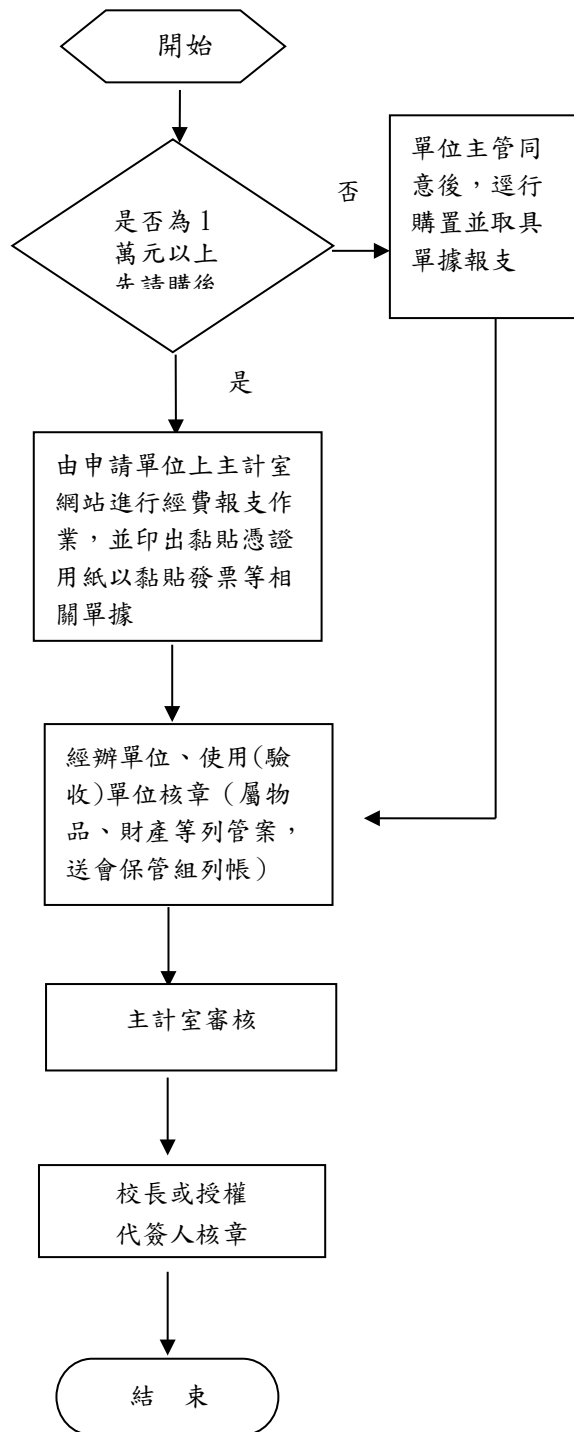 開始
是否為1
萬元以上
先請購後
否
單位主管同
意後，逕行
購置並取具
單據報支
是
由申請單位上主計室
網站進行經費報支作
業，並印出黏貼憑證
用紙以黏貼發票等相
關單據
經辦單位、使用(驗
收)單位核章（屬物
品、財產等列管案，
送會保管組列帳）
主計室審核
校長或授權
代簽人核章
結 束